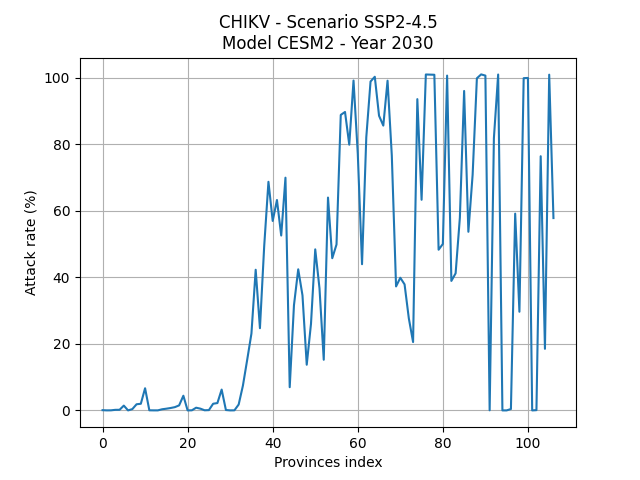 CHIKV - Scenario SSP2-4.5
Model CESM2 - Year 2030
100
80
60
40
20
0
Attack rate (%)
0 20 40 60 80 100
Provinces index